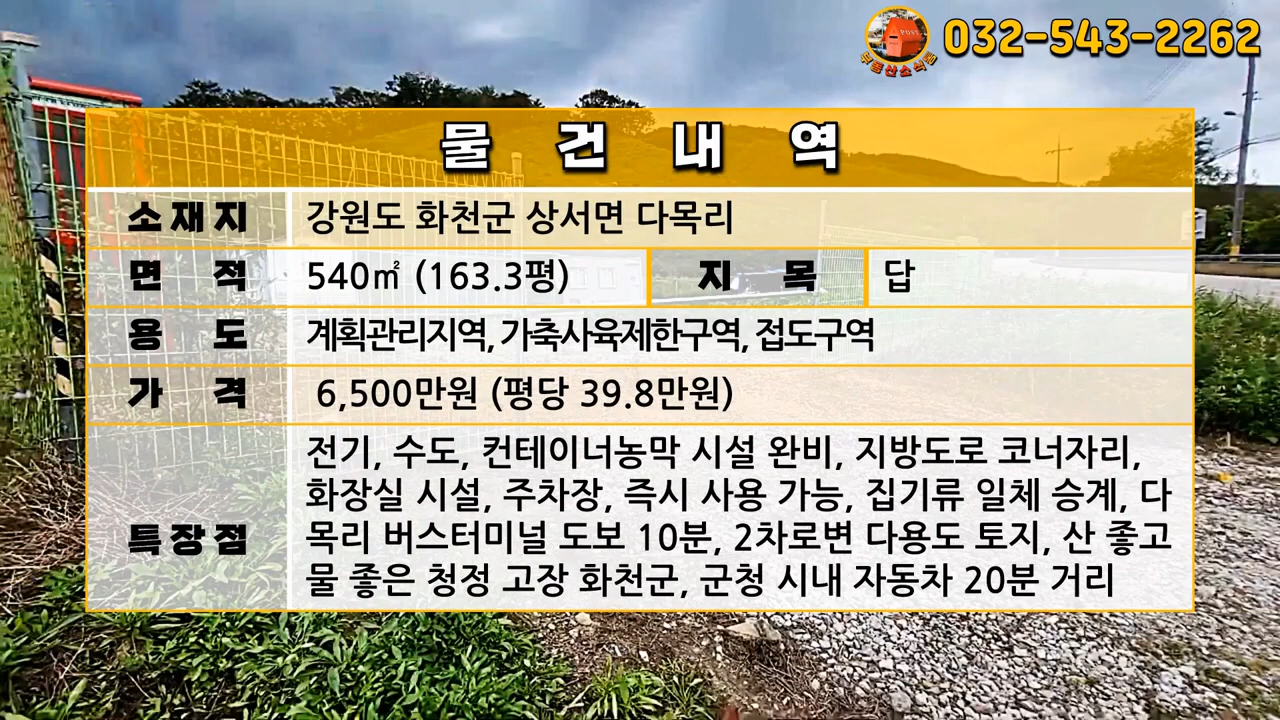 032-543-2262
POST
부동산소식통
물건내역
소재지 강원도 화천군 상서면 다목리
면적 540㎡ (163.3평) 지목 답
용도 계획관리지역, 가축사육제한구역, 접도구역
가격 6,500만원 (평당 39.8만원)
전기, 수도, 컨테이너농막 시설 완비, 지방도로 코너자리,
화장실 시설, 주차장, 즉시 사용 가능, 집기류 일체 승계, 다
특장점 목리 버스터미널 도보 10분, 2차로변 다용도 토지, 산 좋고
물 좋은 청정 고장 화천군, 군청 시내 자동차 20분 거리